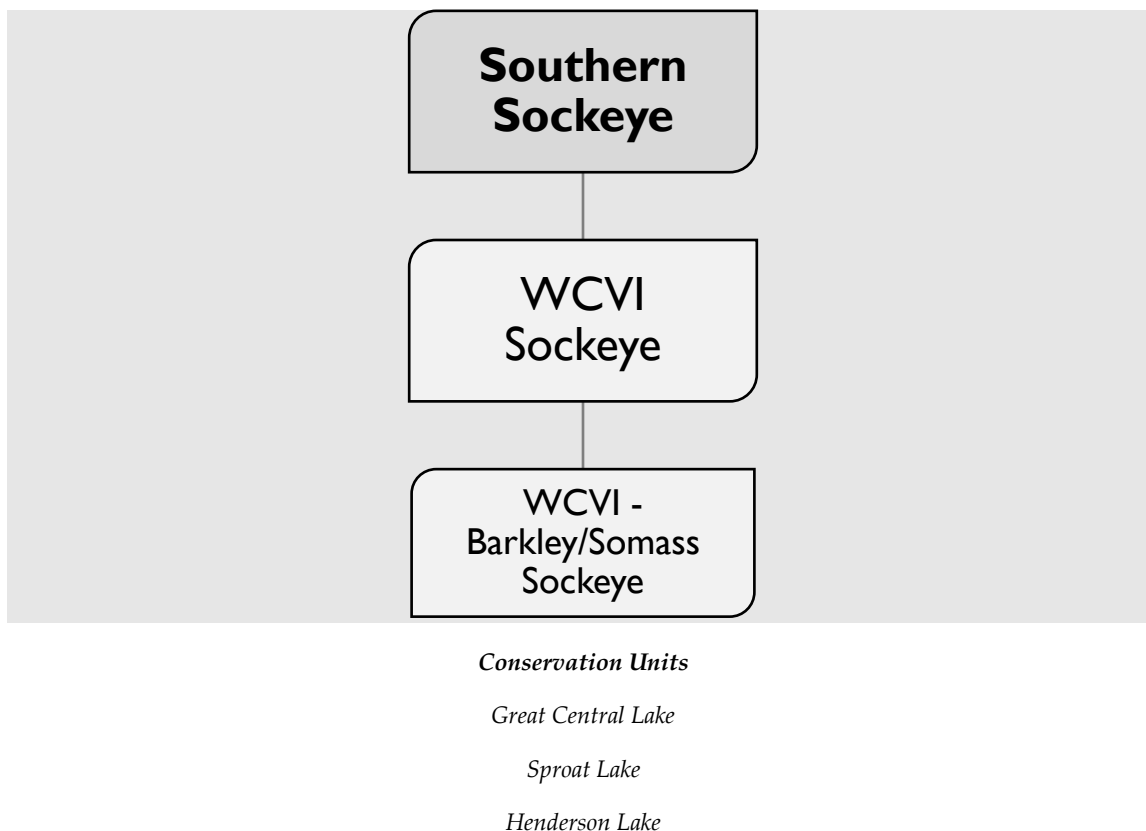 Southern
Sockeye
WCVI
Sockeye
WCVI -
Barkley/Somass
Sockeye
Conservation Units
Great Central Lake
Sproat Lake
Henderson Lake